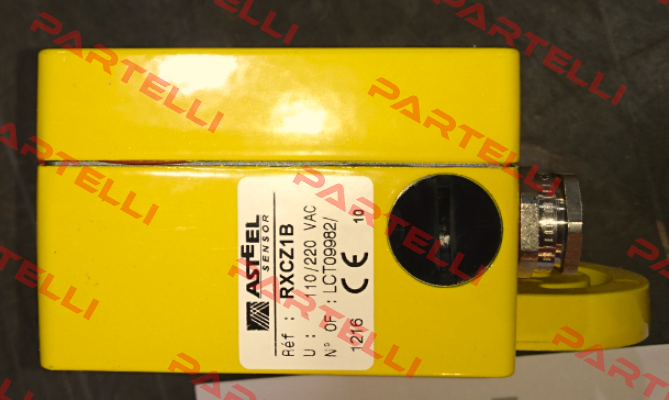 ASTEEL
SENSOR
Réf : RXCZ1B
U : 110/220 VAC
N° OF : LCT09982/ 10
1216 CE
PARTELLI
PARTELLI
PARTELLI
PARTELLI
PARTELLI
PARTELLI
PARTELLI
PARTELLI
PARTELLI
PARTELLI